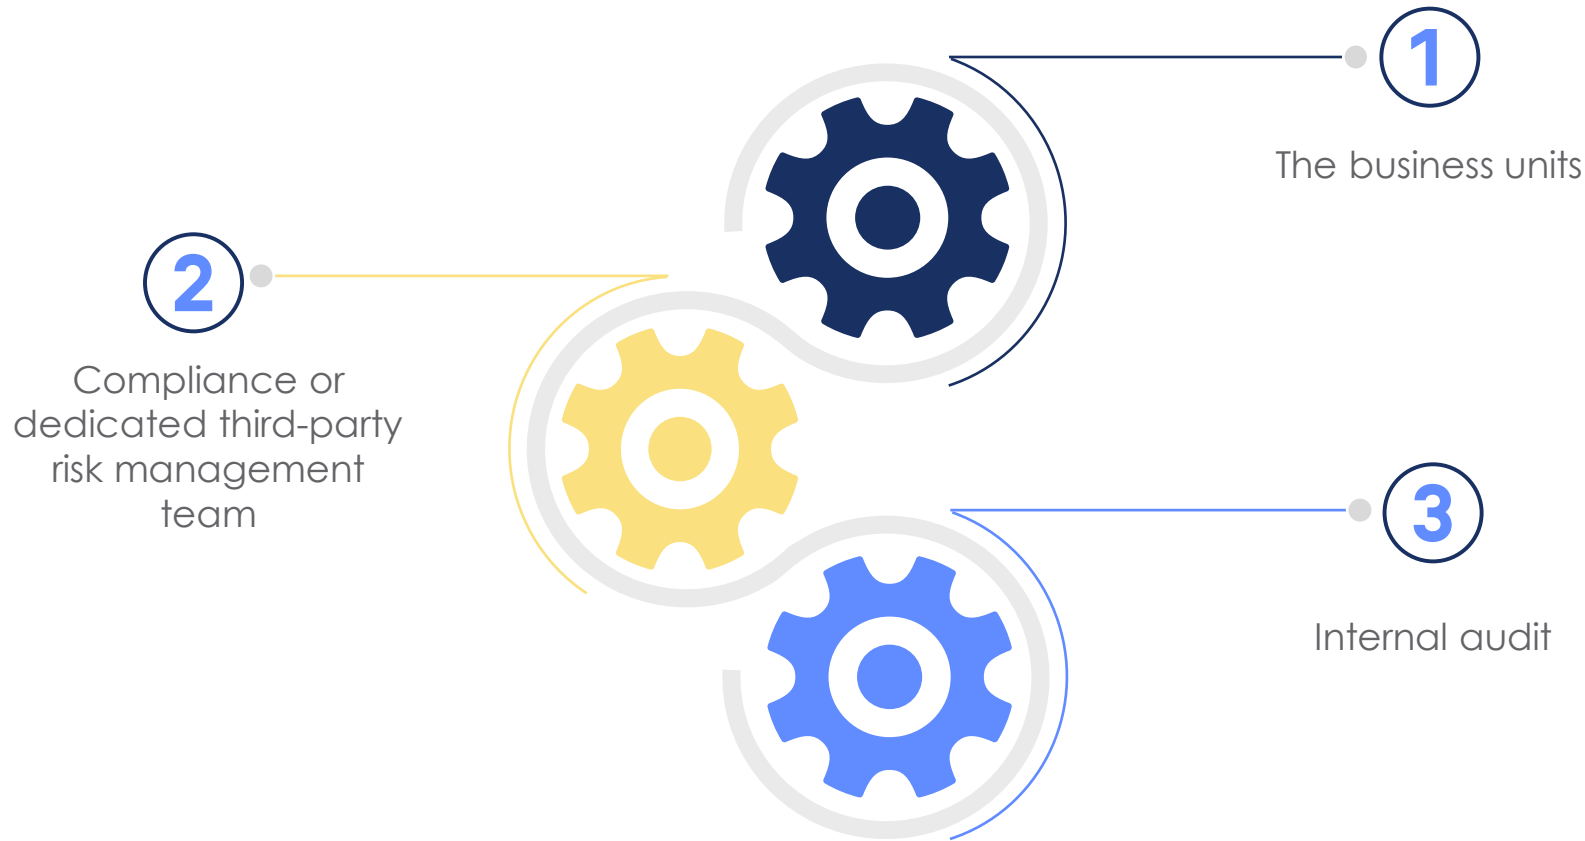 1
The business units
2
Compliance or
dedicated third-party
risk management
team
3
Internal audit